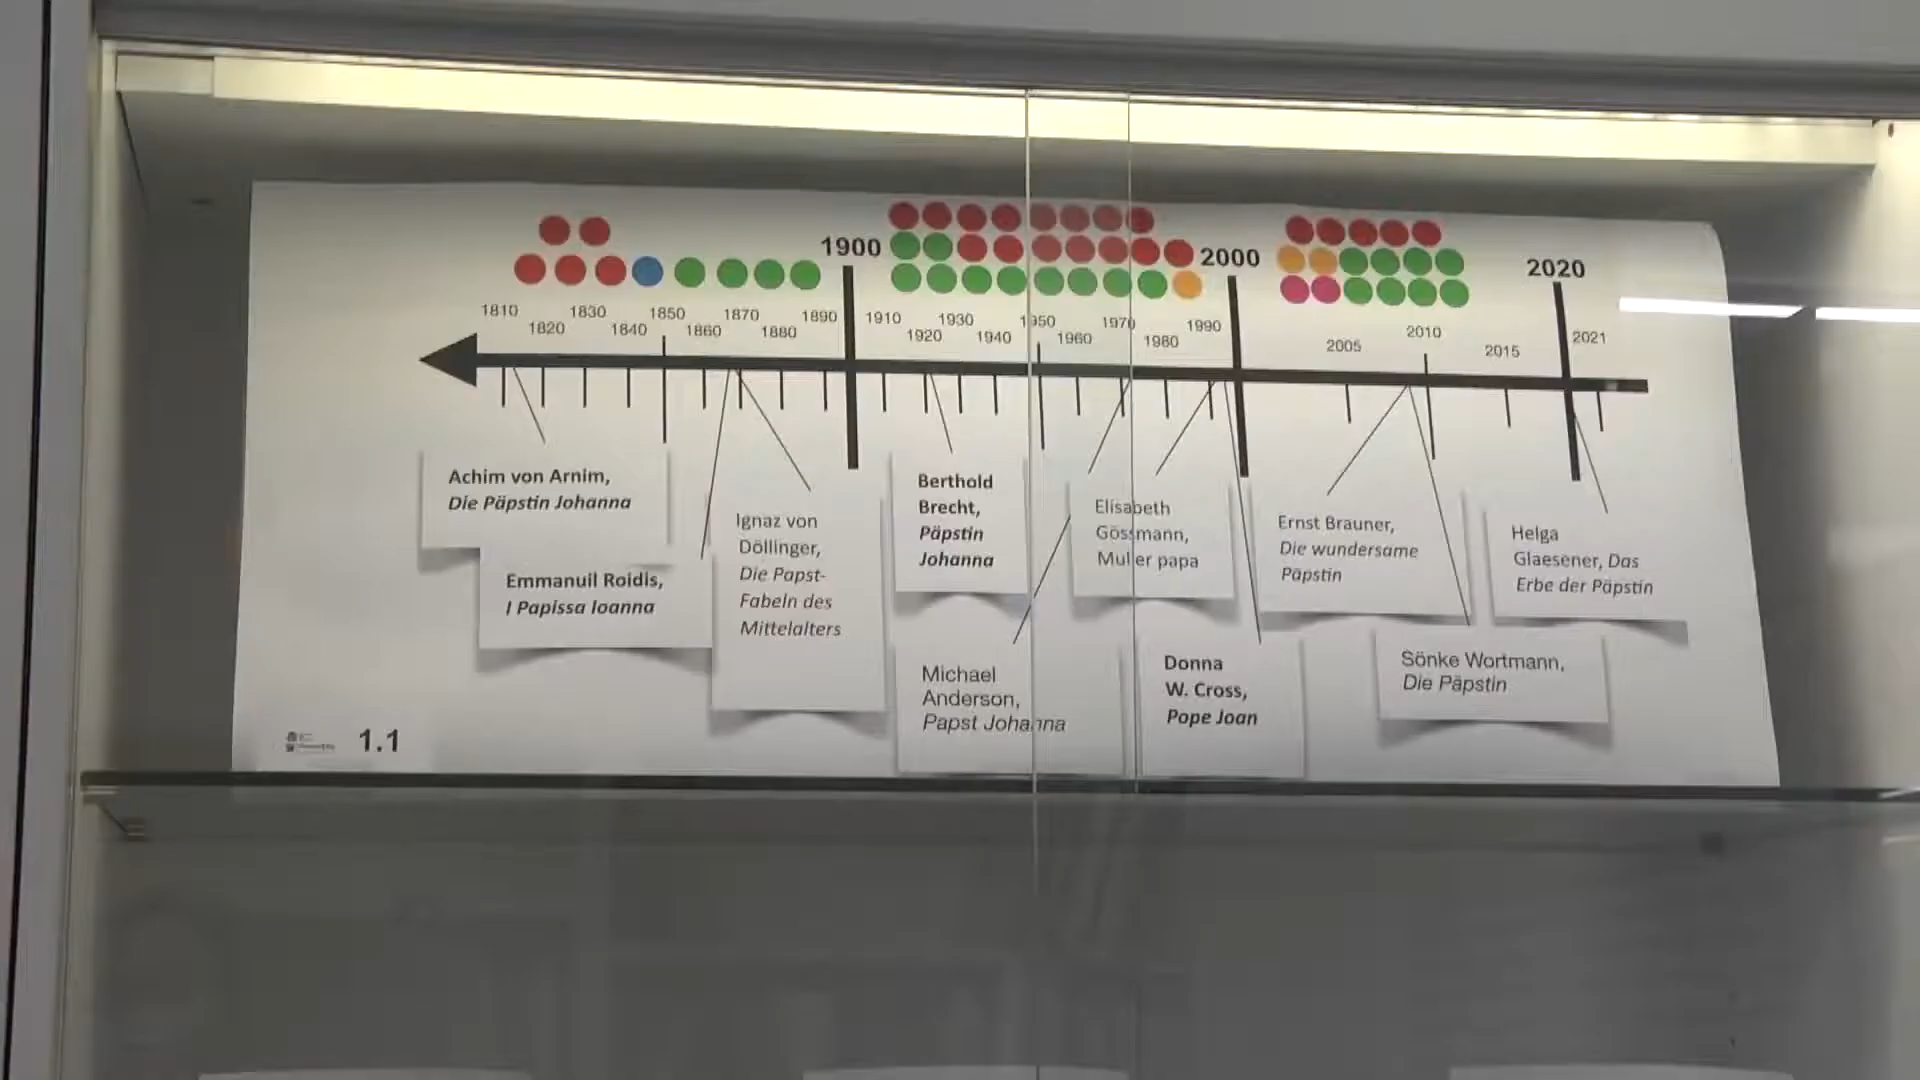 1900
2000
2020
1810
1830
1850
1870
1890
1910
1930
1950
1970
1990
2010
2021
1820
1840
1860
1880
1920
1940
1960
1980
2005
2015
Achim von Arnim,
Die Päpstin Johanna
Emmanuil Roidis,
I Papissa Ioanna
Ignaz von
Döllinger,
Die Papst-
Fabeln des
Mittelalters
Berthold
Brecht,
Päpstin
Johanna
Michael
Anderson,
Papst Johanna
Elisabeth
Gössmann,
papa
Donna
W. Cross,
Pope Joan
Ernst Brauner,
Die wundersame
Päpstin
Sönke Wortmann,
Die Päpstin
Helga
Glaesener, Das
Erbe der Päpstin
1.1